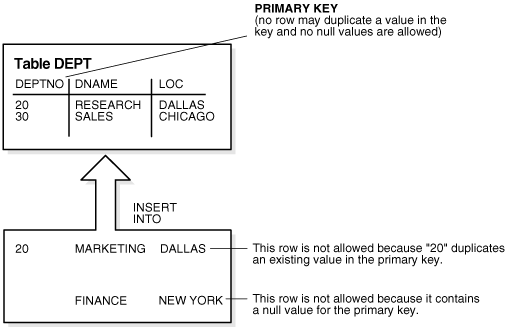 PRIMARY KEY
(no row may duplicate a value in the
key and no null values are allowed)
Table DEPT
DEPTNO DNAME LOC
20 RESEARCH DALLAS
30 SALES CHICAGO
INSERT
INTO
20 MARKETING DALLAS
This row is not allowed because "20" duplicates
an existing value in the primary key.
FINANCE NEW YORK
This row is not allowed because it contains
a null value for the primary key.